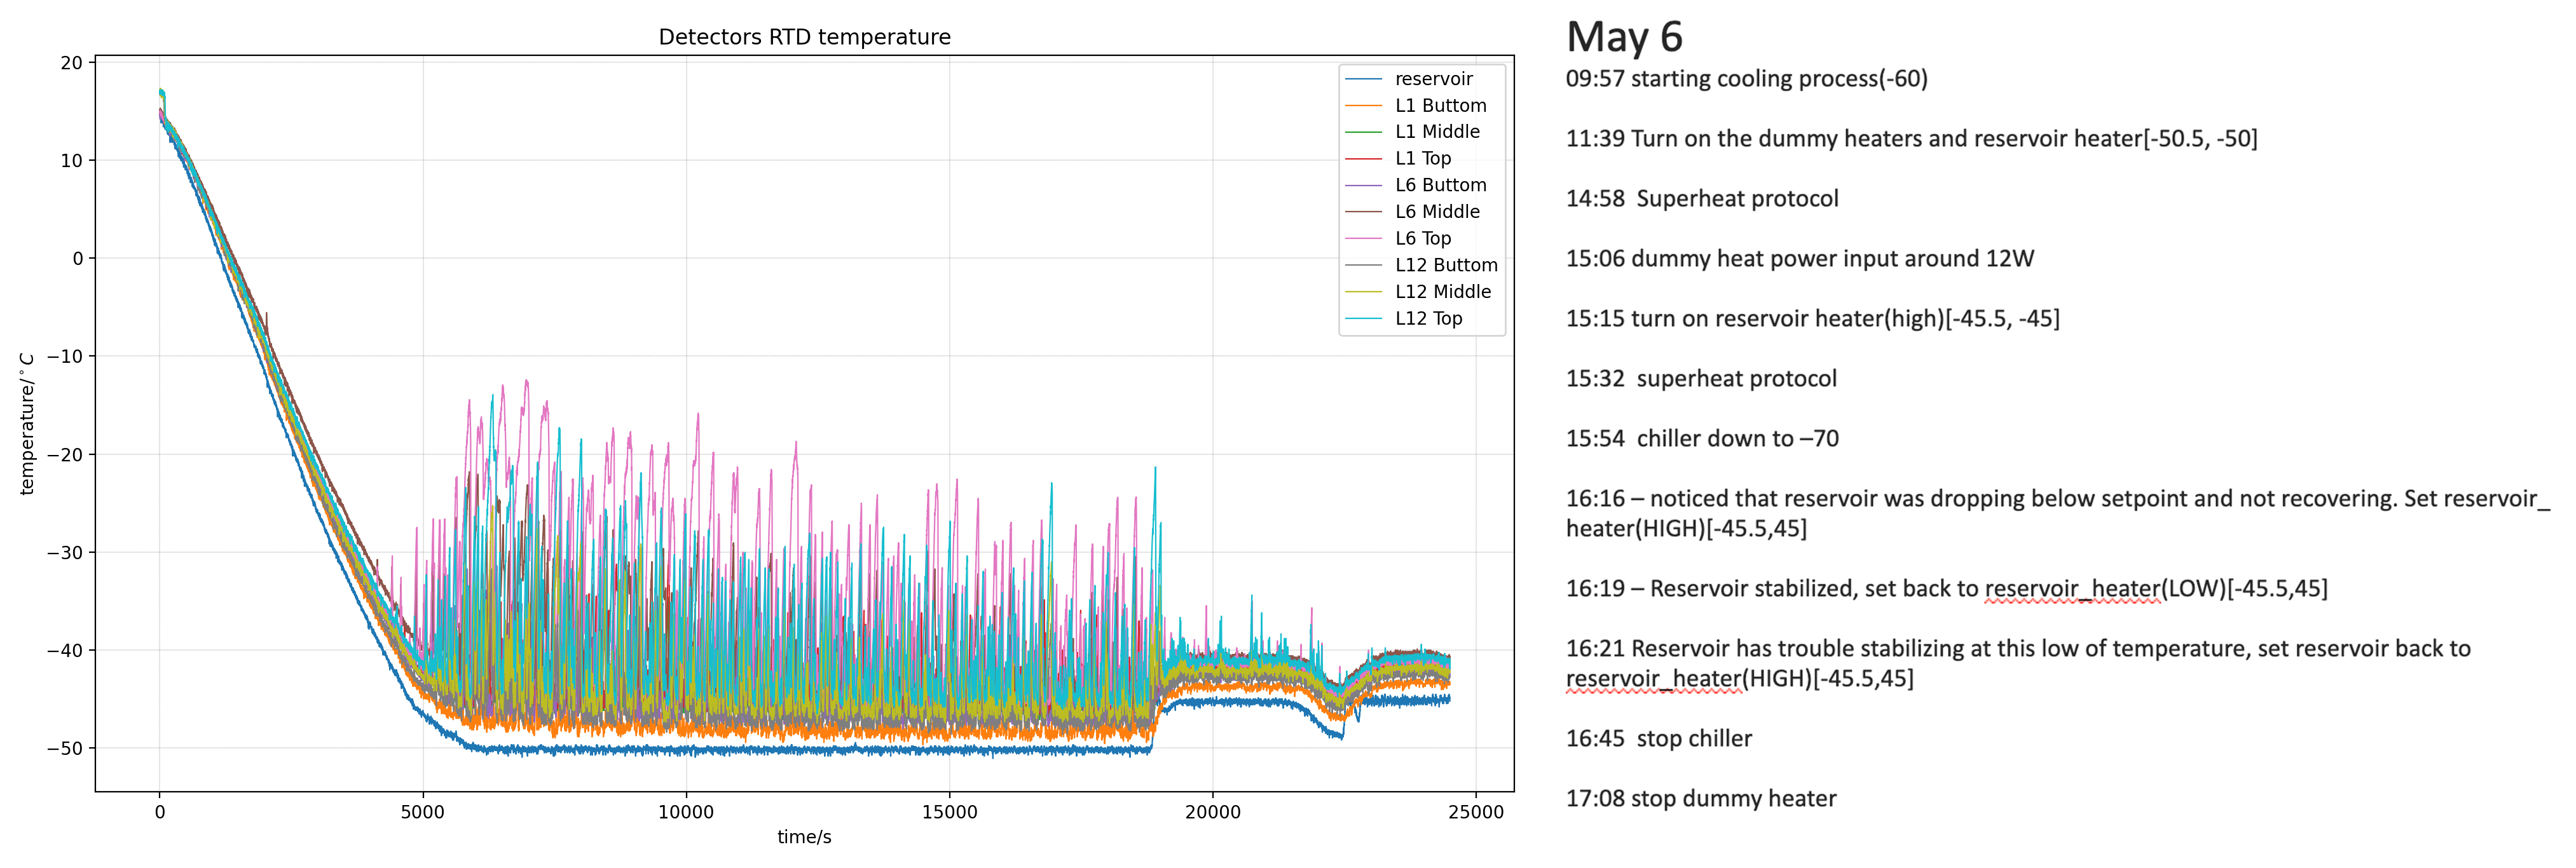 Detectors RTD temperature
20
10
0
−10
−20
−30
−40
−50
temperature/°C
0
5000
10000
15000
20000
25000
time/s
reservoir
L1 Buttom
L1 Middle
L1 Top
L6 Buttom
L6 Middle
L6 Top
L12 Buttom
L12 Middle
L12 Top
May 6
09:57 starting cooling process(-60)
11:39 Turn on the dummy heaters and reservoir heater[-50.5, -50]
14:58  Superheat protocol
15:06 dummy heat power input around 12W
15:15 turn on reservoir heater(high)[-45.5, -45]
15:32  superheat protocol
15:54  chiller down to –70
16:16 – noticed that reservoir was dropping below setpoint and not recovering. Set reservoir_
heater(HIGH)[-45.5,45]
16:19 – Reservoir stabilized, set back to reservoir_heater(LOW)[-45.5,45]
16:21 Reservoir has trouble stabilizing at this low of temperature, set reservoir back to
reservoir_heater(HIGH)[-45.5,45]
16:45  stop chiller
17:08 stop dummy heater